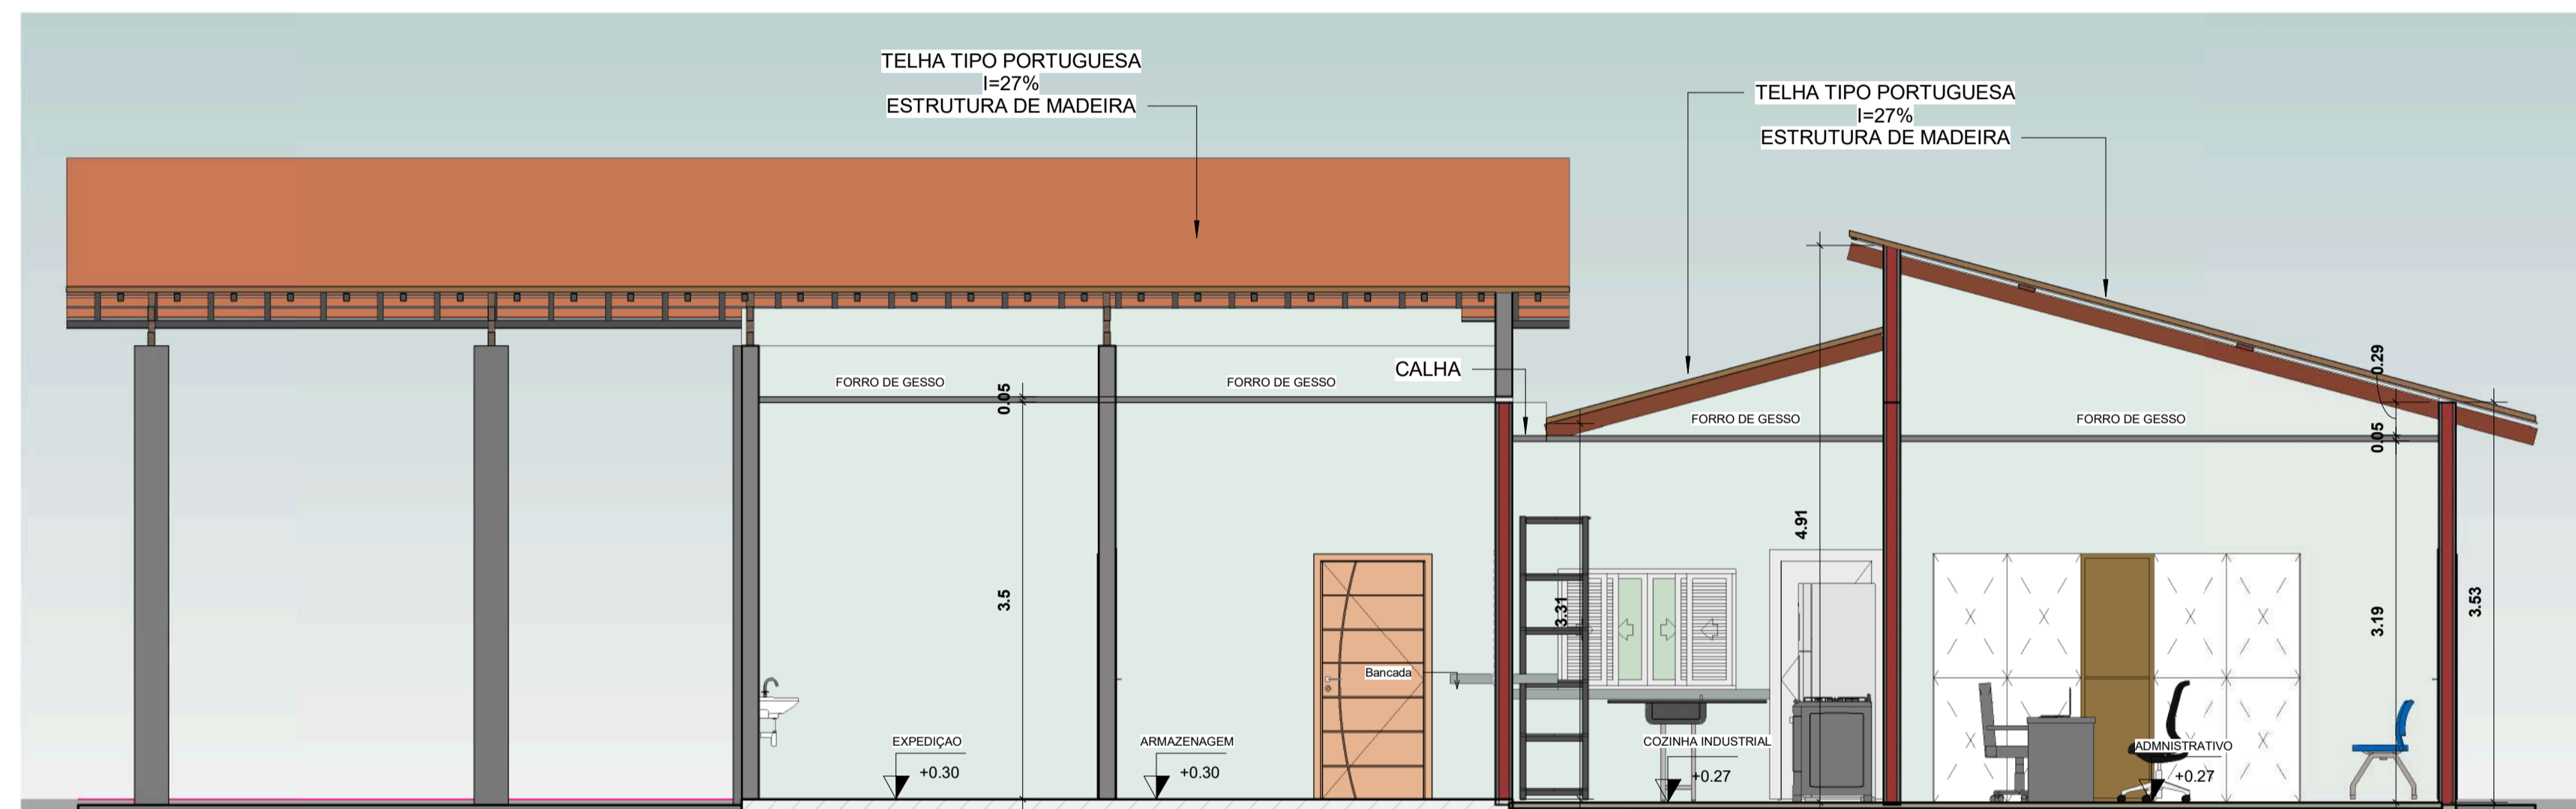 TELHA TIPO PORTUGUESA
I=27%
ESTRUTURA DE MADEIRA
TELHA TIPO PORTUGUESA
I=27%
ESTRUTURA DE MADEIRA
CALHA
FORRO DE GESSO
FORRO DE GESSO
FORRO DE GESSO
FORRO DE GESSO
0.05
0.29
0.05
4.91
3.5
3.31
3.19
3.53
Bancada
EXPEDIÇAO
+0.30
ARMAZENAGEM
+0.30
COZINHA INDUSTRIAL
+0.27
ADMNISTRATIVO
+0.27